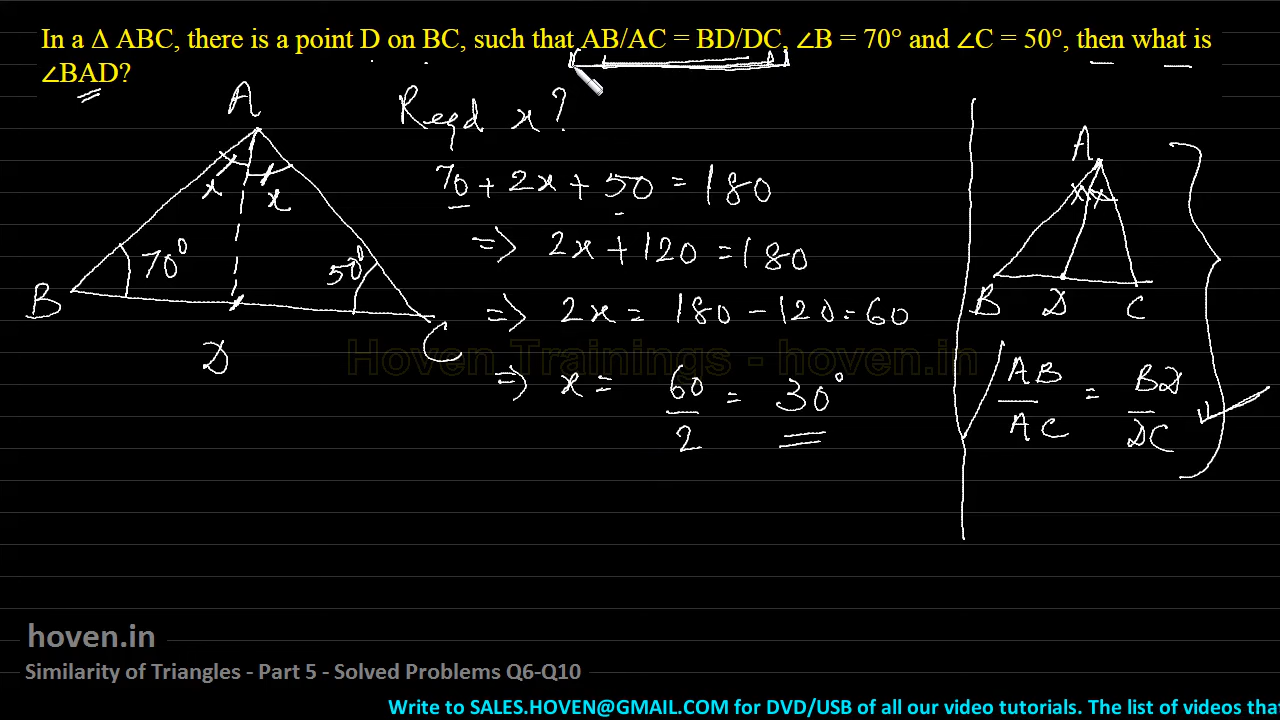 In a Δ ABC, there is a point D on BC, such that AB/AC = BD/DC, ∠B = 70° and ∠C = 50°, then what is
∠BAD?
A
Reqd x?
A
70 + 2x + 50 = 180
x x
⇒ 2x + 120 = 180
70° 50°
B C
D
⇒ 2x = 180 - 120 = 60
B D C
Hoven Trainings - hoven.in
⇒ x = 60/2 = 30°
AB/AC = BD/DC
hoven.in
Similarity of Triangles - Part 5 - Solved Problems Q6-Q10
Write to SALES.HOVEN@GMAIL.COM for DVD/USB of all our video tutorials. The list of videos tha